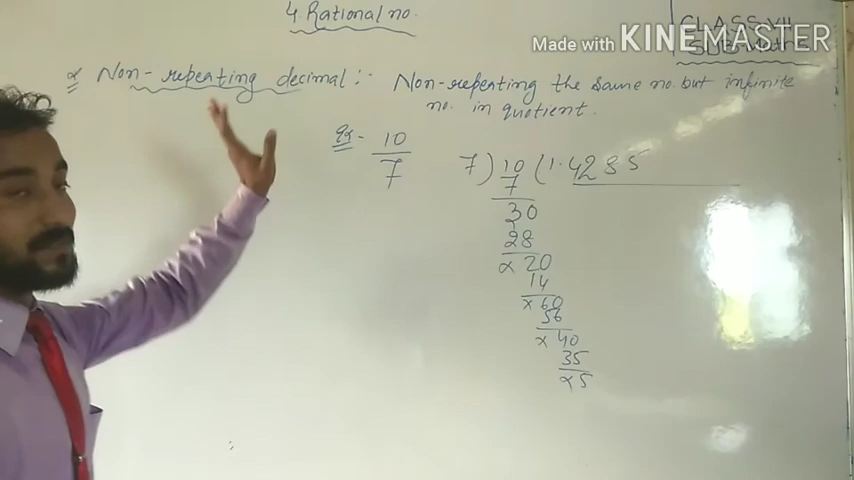 4. Rational no.
CLASS-VII
SUB-Maths
Made with KINEMASTER
* Non-repeating decimal :- Non-repeating the same no. but infinite
no. in quotient.
Ex- 10
7
7 ) 10 ( 1.4285
7
30
28
x 20
14
x 60
56
x 40
35
x 5